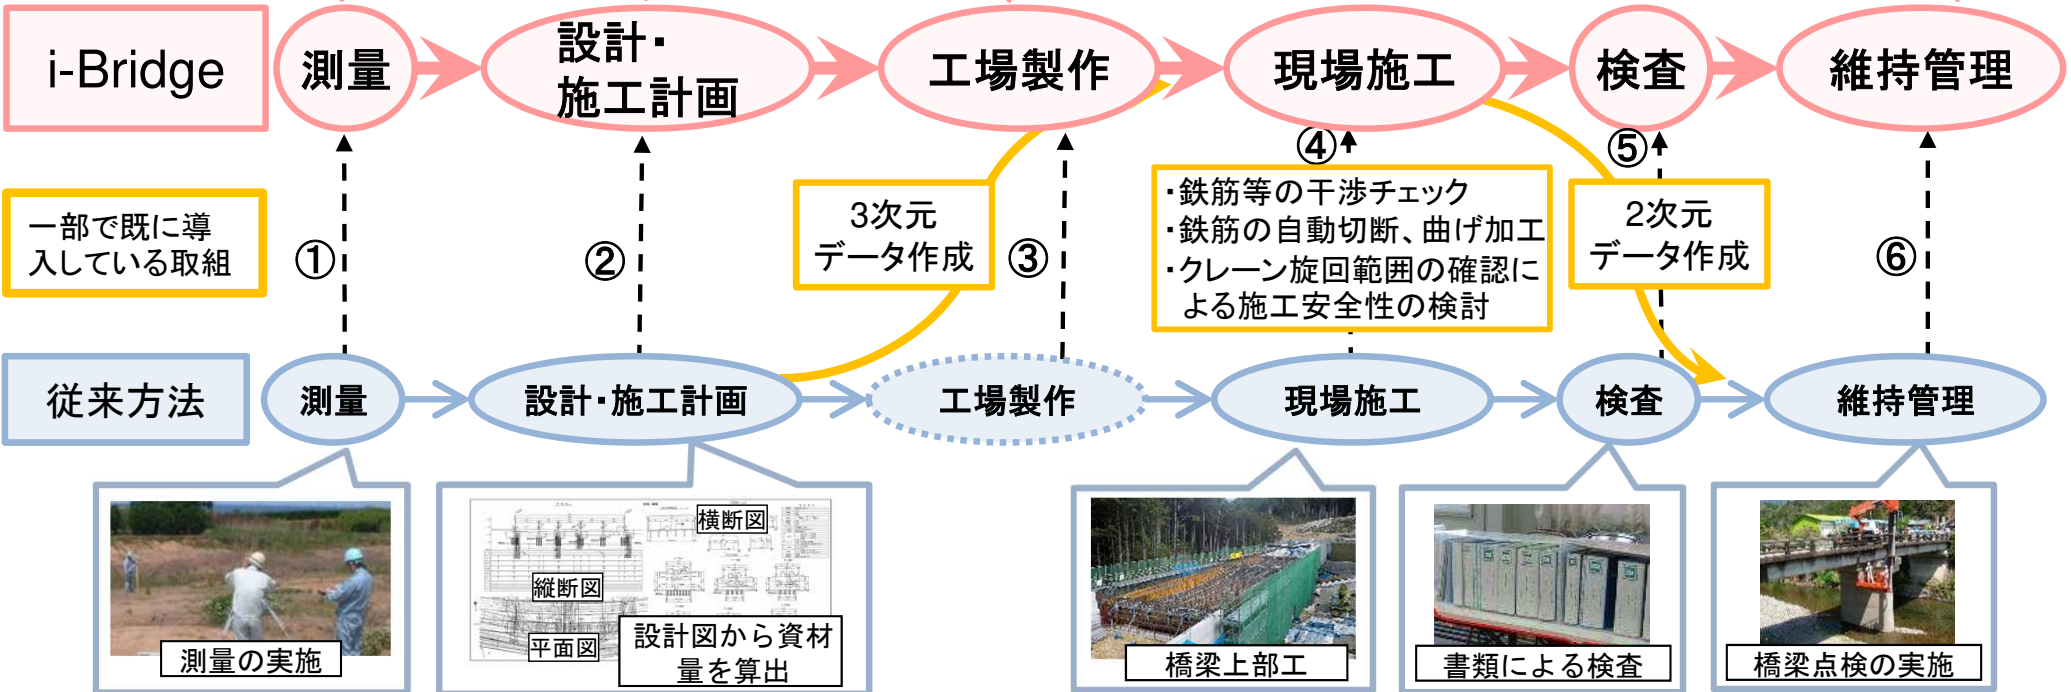 i-Bridge
測量
設計・
施工計画
工場製作
現場施工
検査
維持管理
一部で既に導
入している取組
①
②
3次元
データ作成
③
④
・鉄筋等の干渉チェック
・鉄筋の自動切断、曲げ加工
・クレーン旋回範囲の確認に
よる施工安全性の検討
⑤
2次元
データ作成
⑥
従来方法
測量
設計・施工計画
工場製作
現場施工
検査
維持管理
測量の実施
横断図
縦断図
平面図
設計図から資材
量を算出
橋梁上部工
書類による検査
橋梁点検の実施